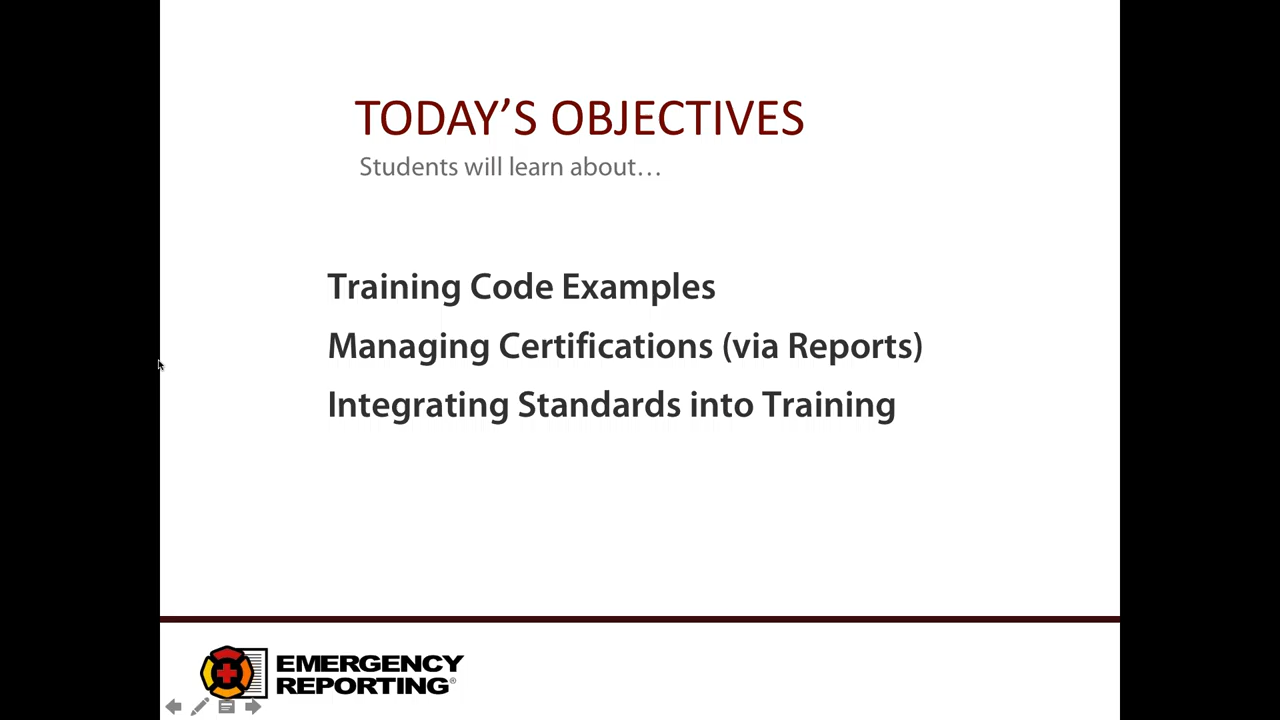 TODAY’S OBJECTIVES
Students will learn about…
Training Code Examples
Managing Certifications (via Reports)
Integrating Standards into Training
EMERGENCY
REPORTING®